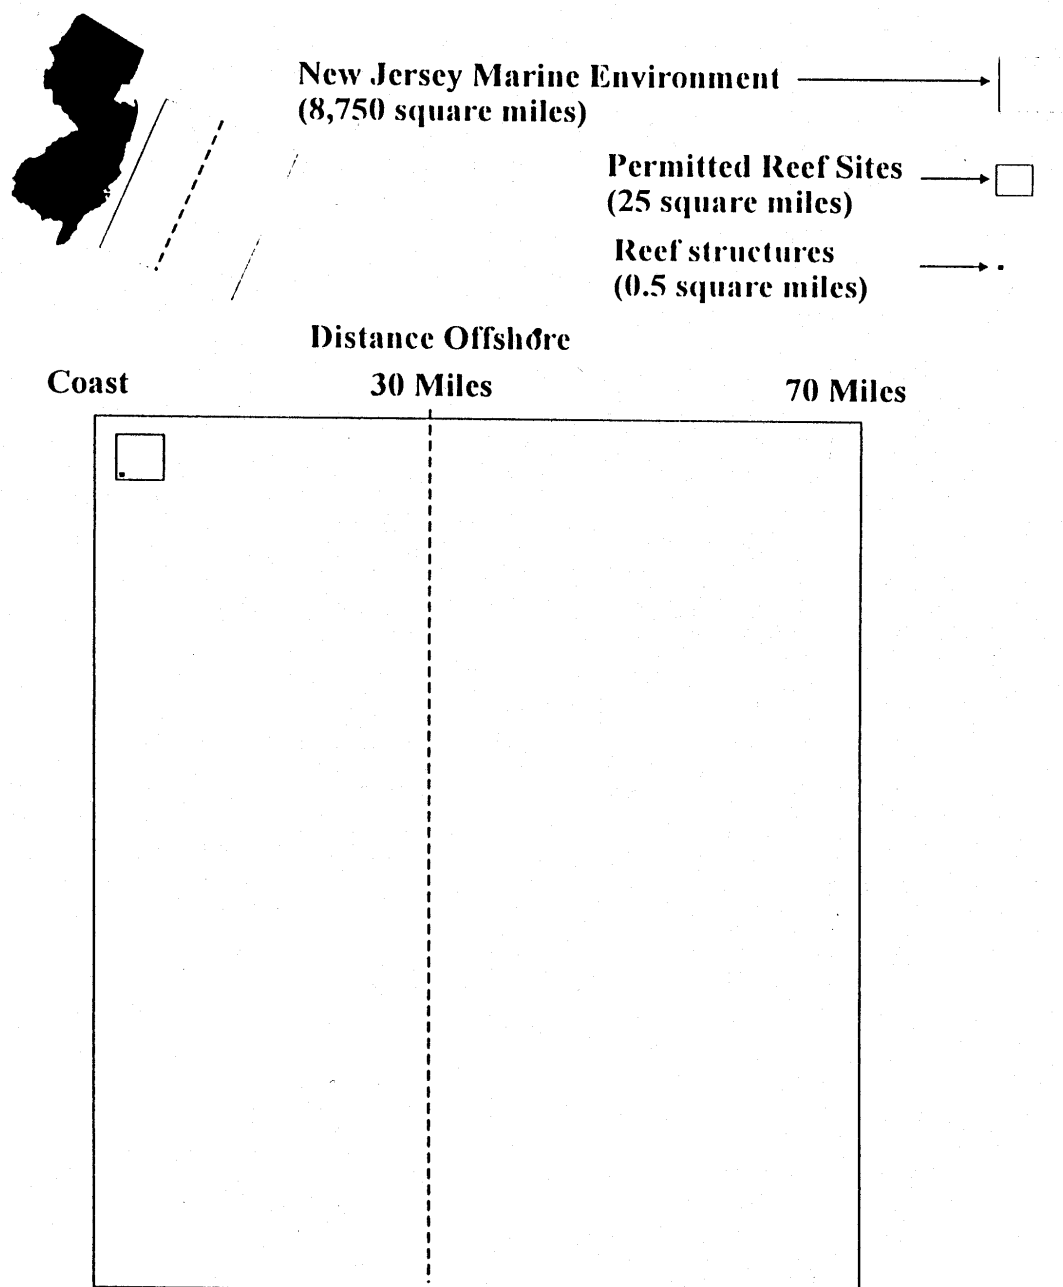 New Jersey Marine Environment
(8,750 square miles)
Permitted Reef Sites
(25 square miles)
Reef structures
(0.5 square miles)
Distance Offshore
Coast
30 Miles
70 Miles